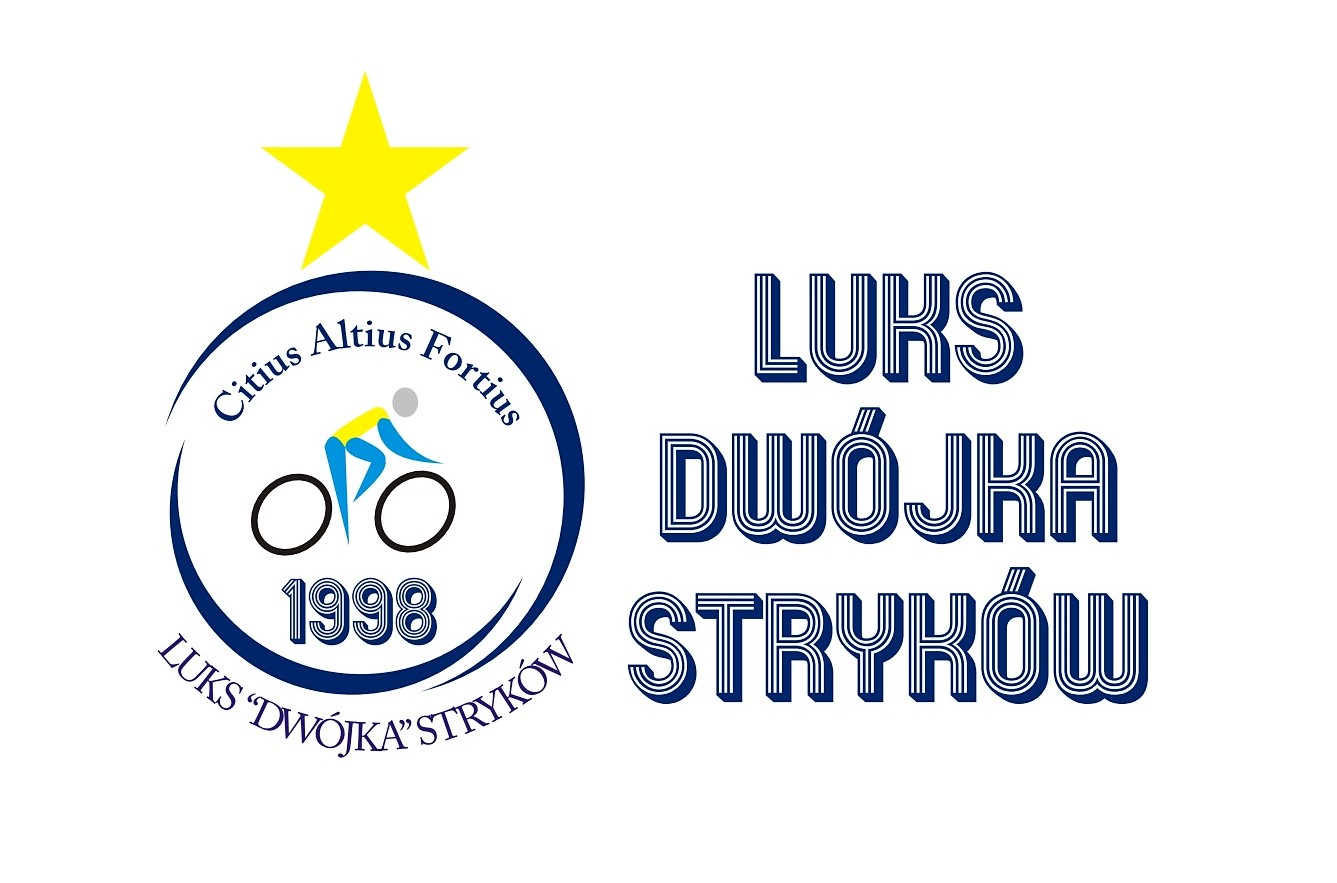 Citius Altius Fortius
1998
LUKS “DWÓJKA” STRYKÓW
LUKS
DWÓJKA
STRYKÓW